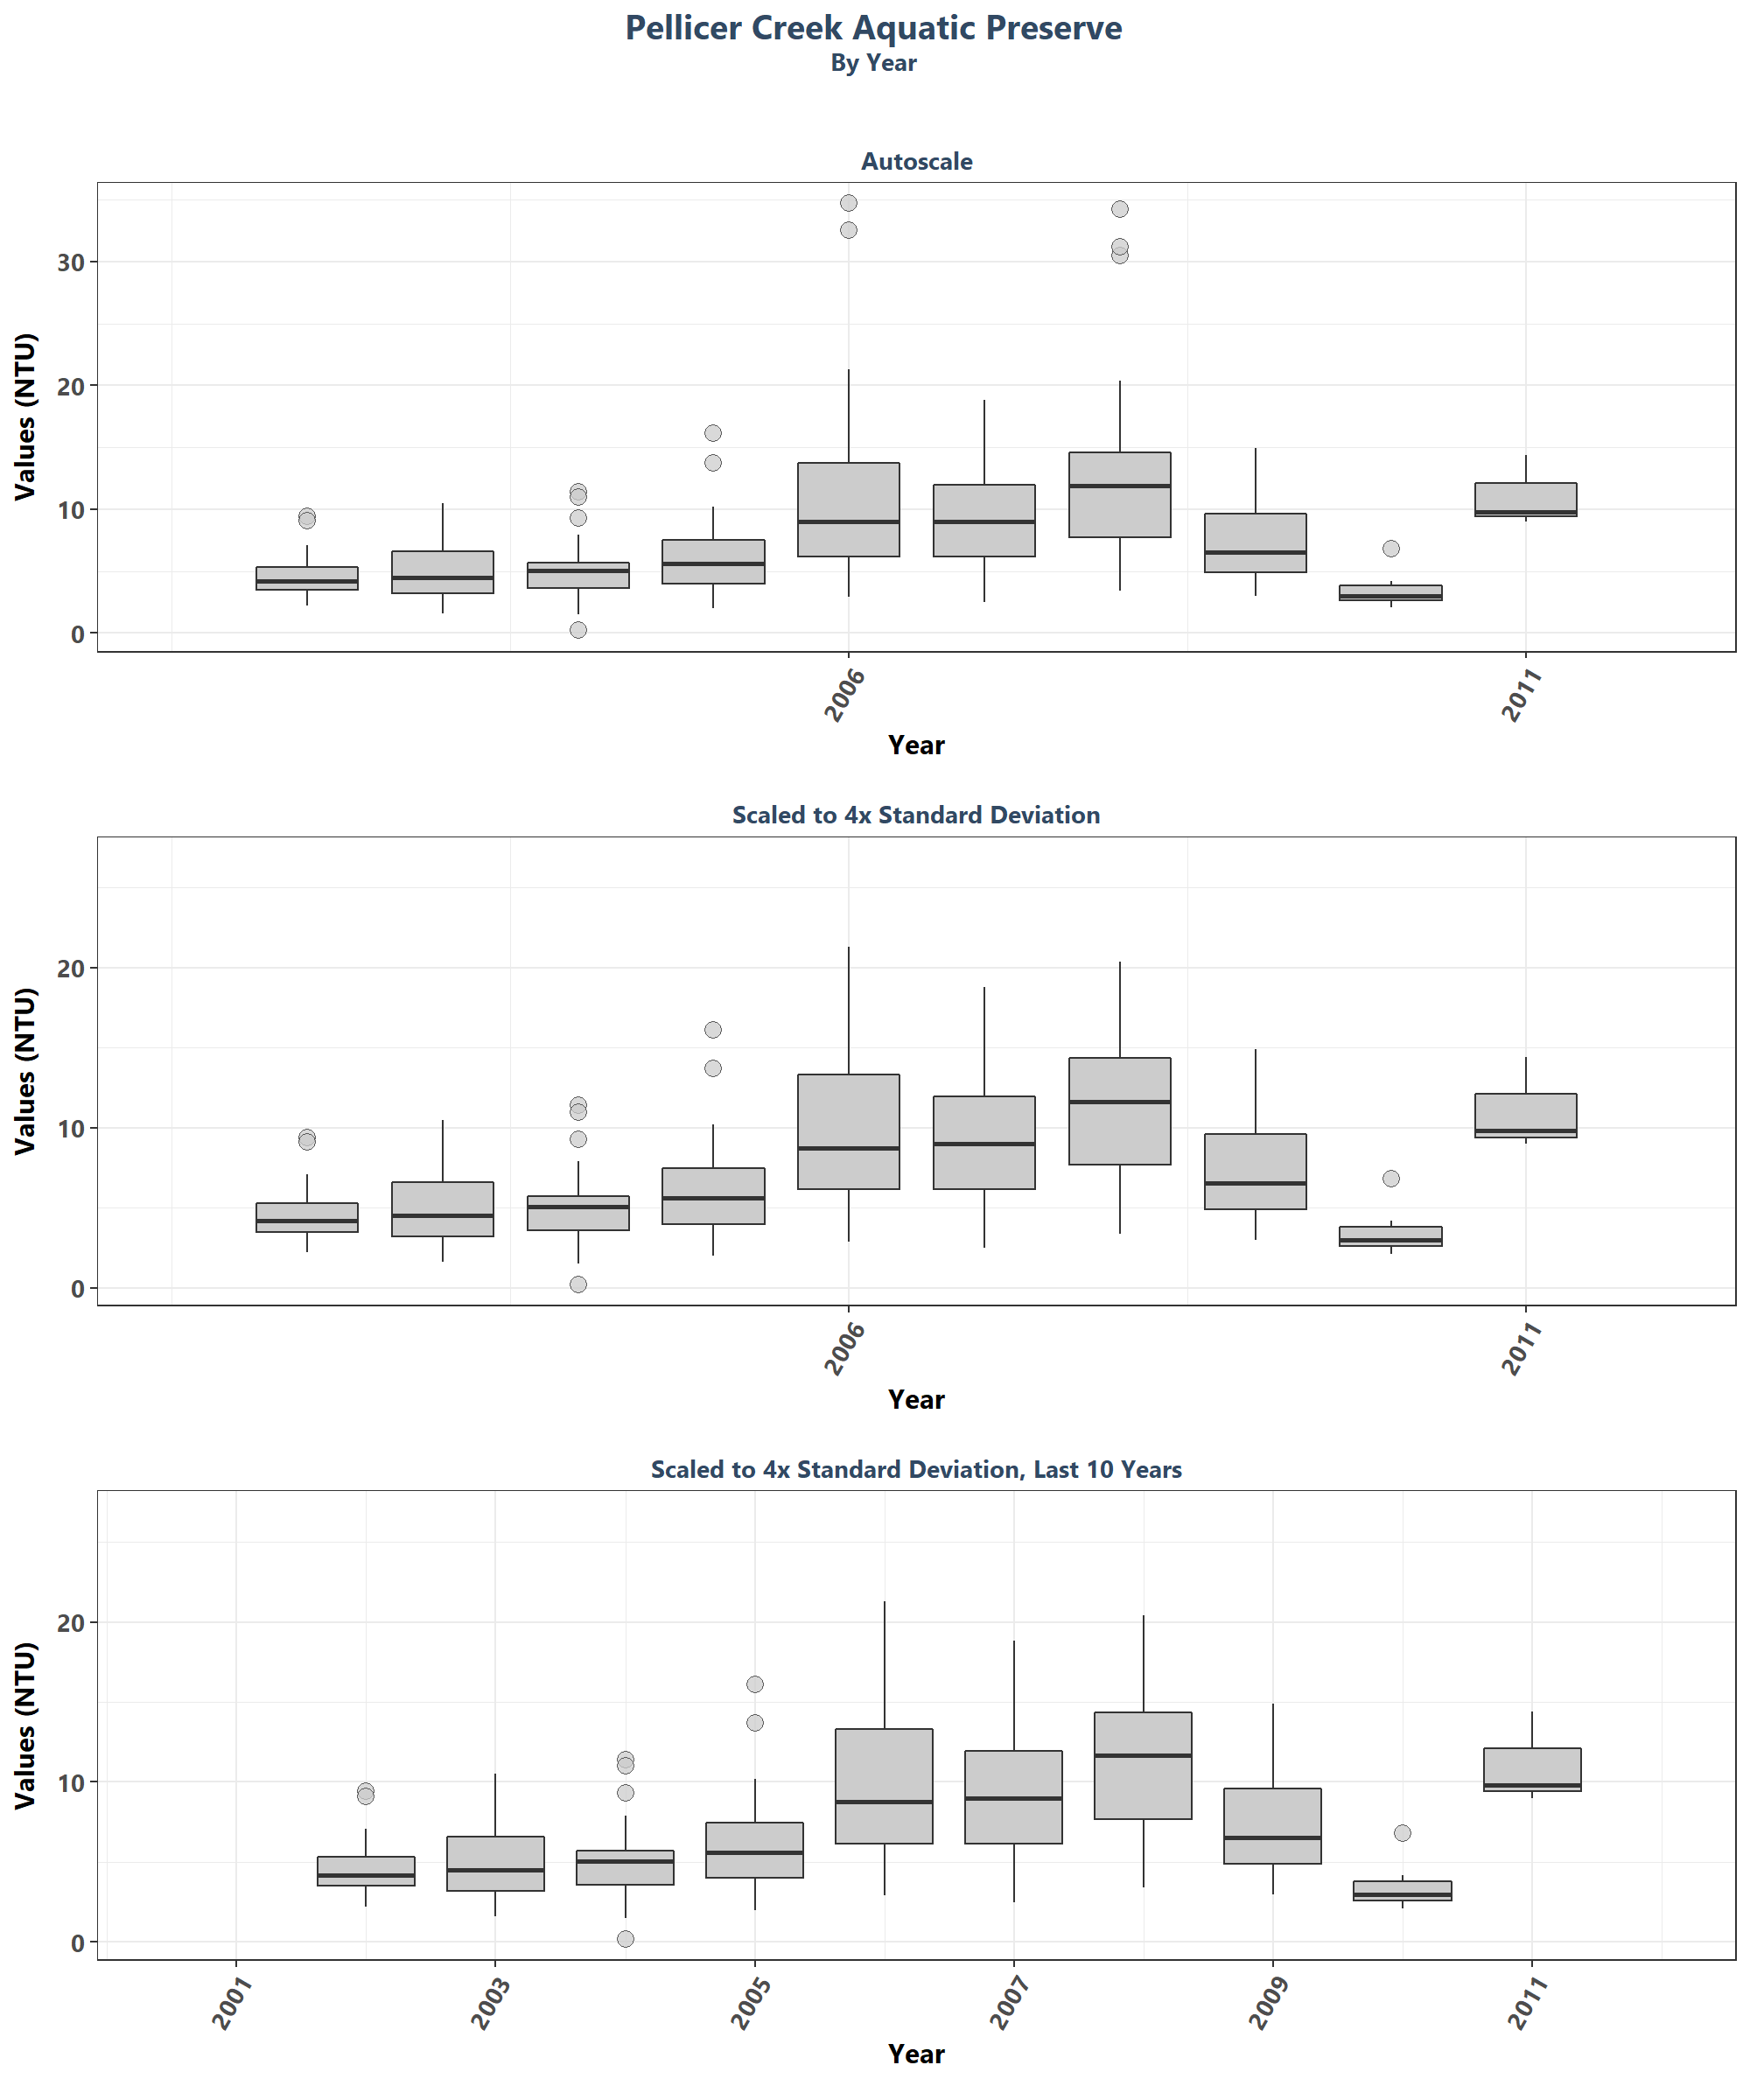 Pellicer Creek Aquatic Preserve
By Year
Autoscale
Values (NTU)
30
20
10
0
2006
2011
Year
Scaled to 4x Standard Deviation
Values (NTU)
20
10
0
2006
2011
Year
Scaled to 4x Standard Deviation, Last 10 Years
Values (NTU)
20
10
0
2001
2003
2005
2007
2009
2011
Year